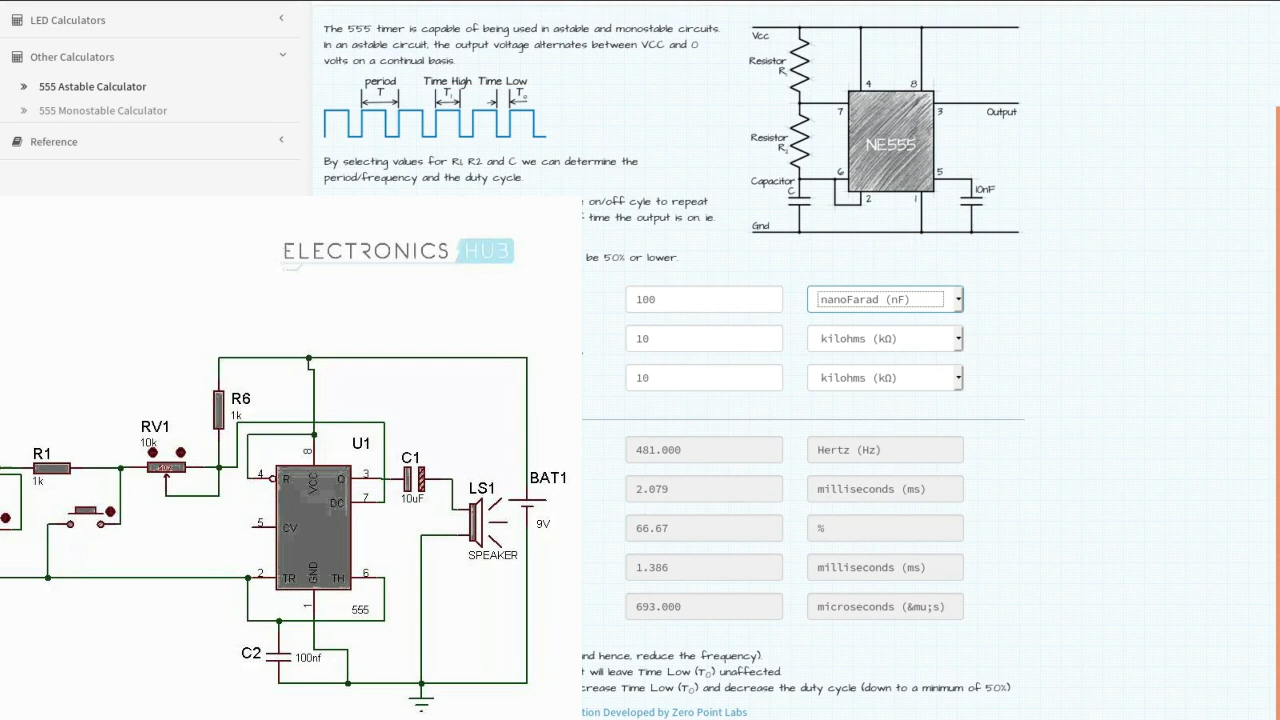 LED Calculators
Other Calculators
555 Astable Calculator
555 Monostable Calculator
Reference
The 555 timer is capable of being used in astable and monostable circuits.
In an astable circuit, the output voltage alternates between VCC and 0
volts on a continual basis.
period
T
Time High
T1
Time Low
T0
By selecting values for R1, R2 and C we can determine the
period/frequency and the duty cycle.
e on/off cyle to repeat
time the output is on. ie.
be 50% or lower.
Vcc
Resistor
R1
4
8
7
3
Output
Resistor
R2
NE555
6
5
Capacitor
C
2
1
10nF
Gnd
100
nanoFarad (nF)
10
kilohms (kΩ)
10
kilohms (kΩ)
481.000
Hertz (Hz)
2.079
milliseconds (ms)
66.67
%
1.386
milliseconds (ms)
693.000
microseconds (&mu;s)
nd hence, reduce the frequency).
t will leave Time Low (T0) unaffected
crease Time Low (T0) and decrease the duty cycle (down to a minimum of 50%)
tion Developed by Zero Point Labs
ELECTRONICS HUB
R6
1k
RV1
10k
R1
1k
U1
8
4
R
VCC
Q
3
DC
7
5
CV
2
TR
GND
TH
6
1
555
C1
10uF
LS1
SPEAKER
BAT1
9V
C2
100nf